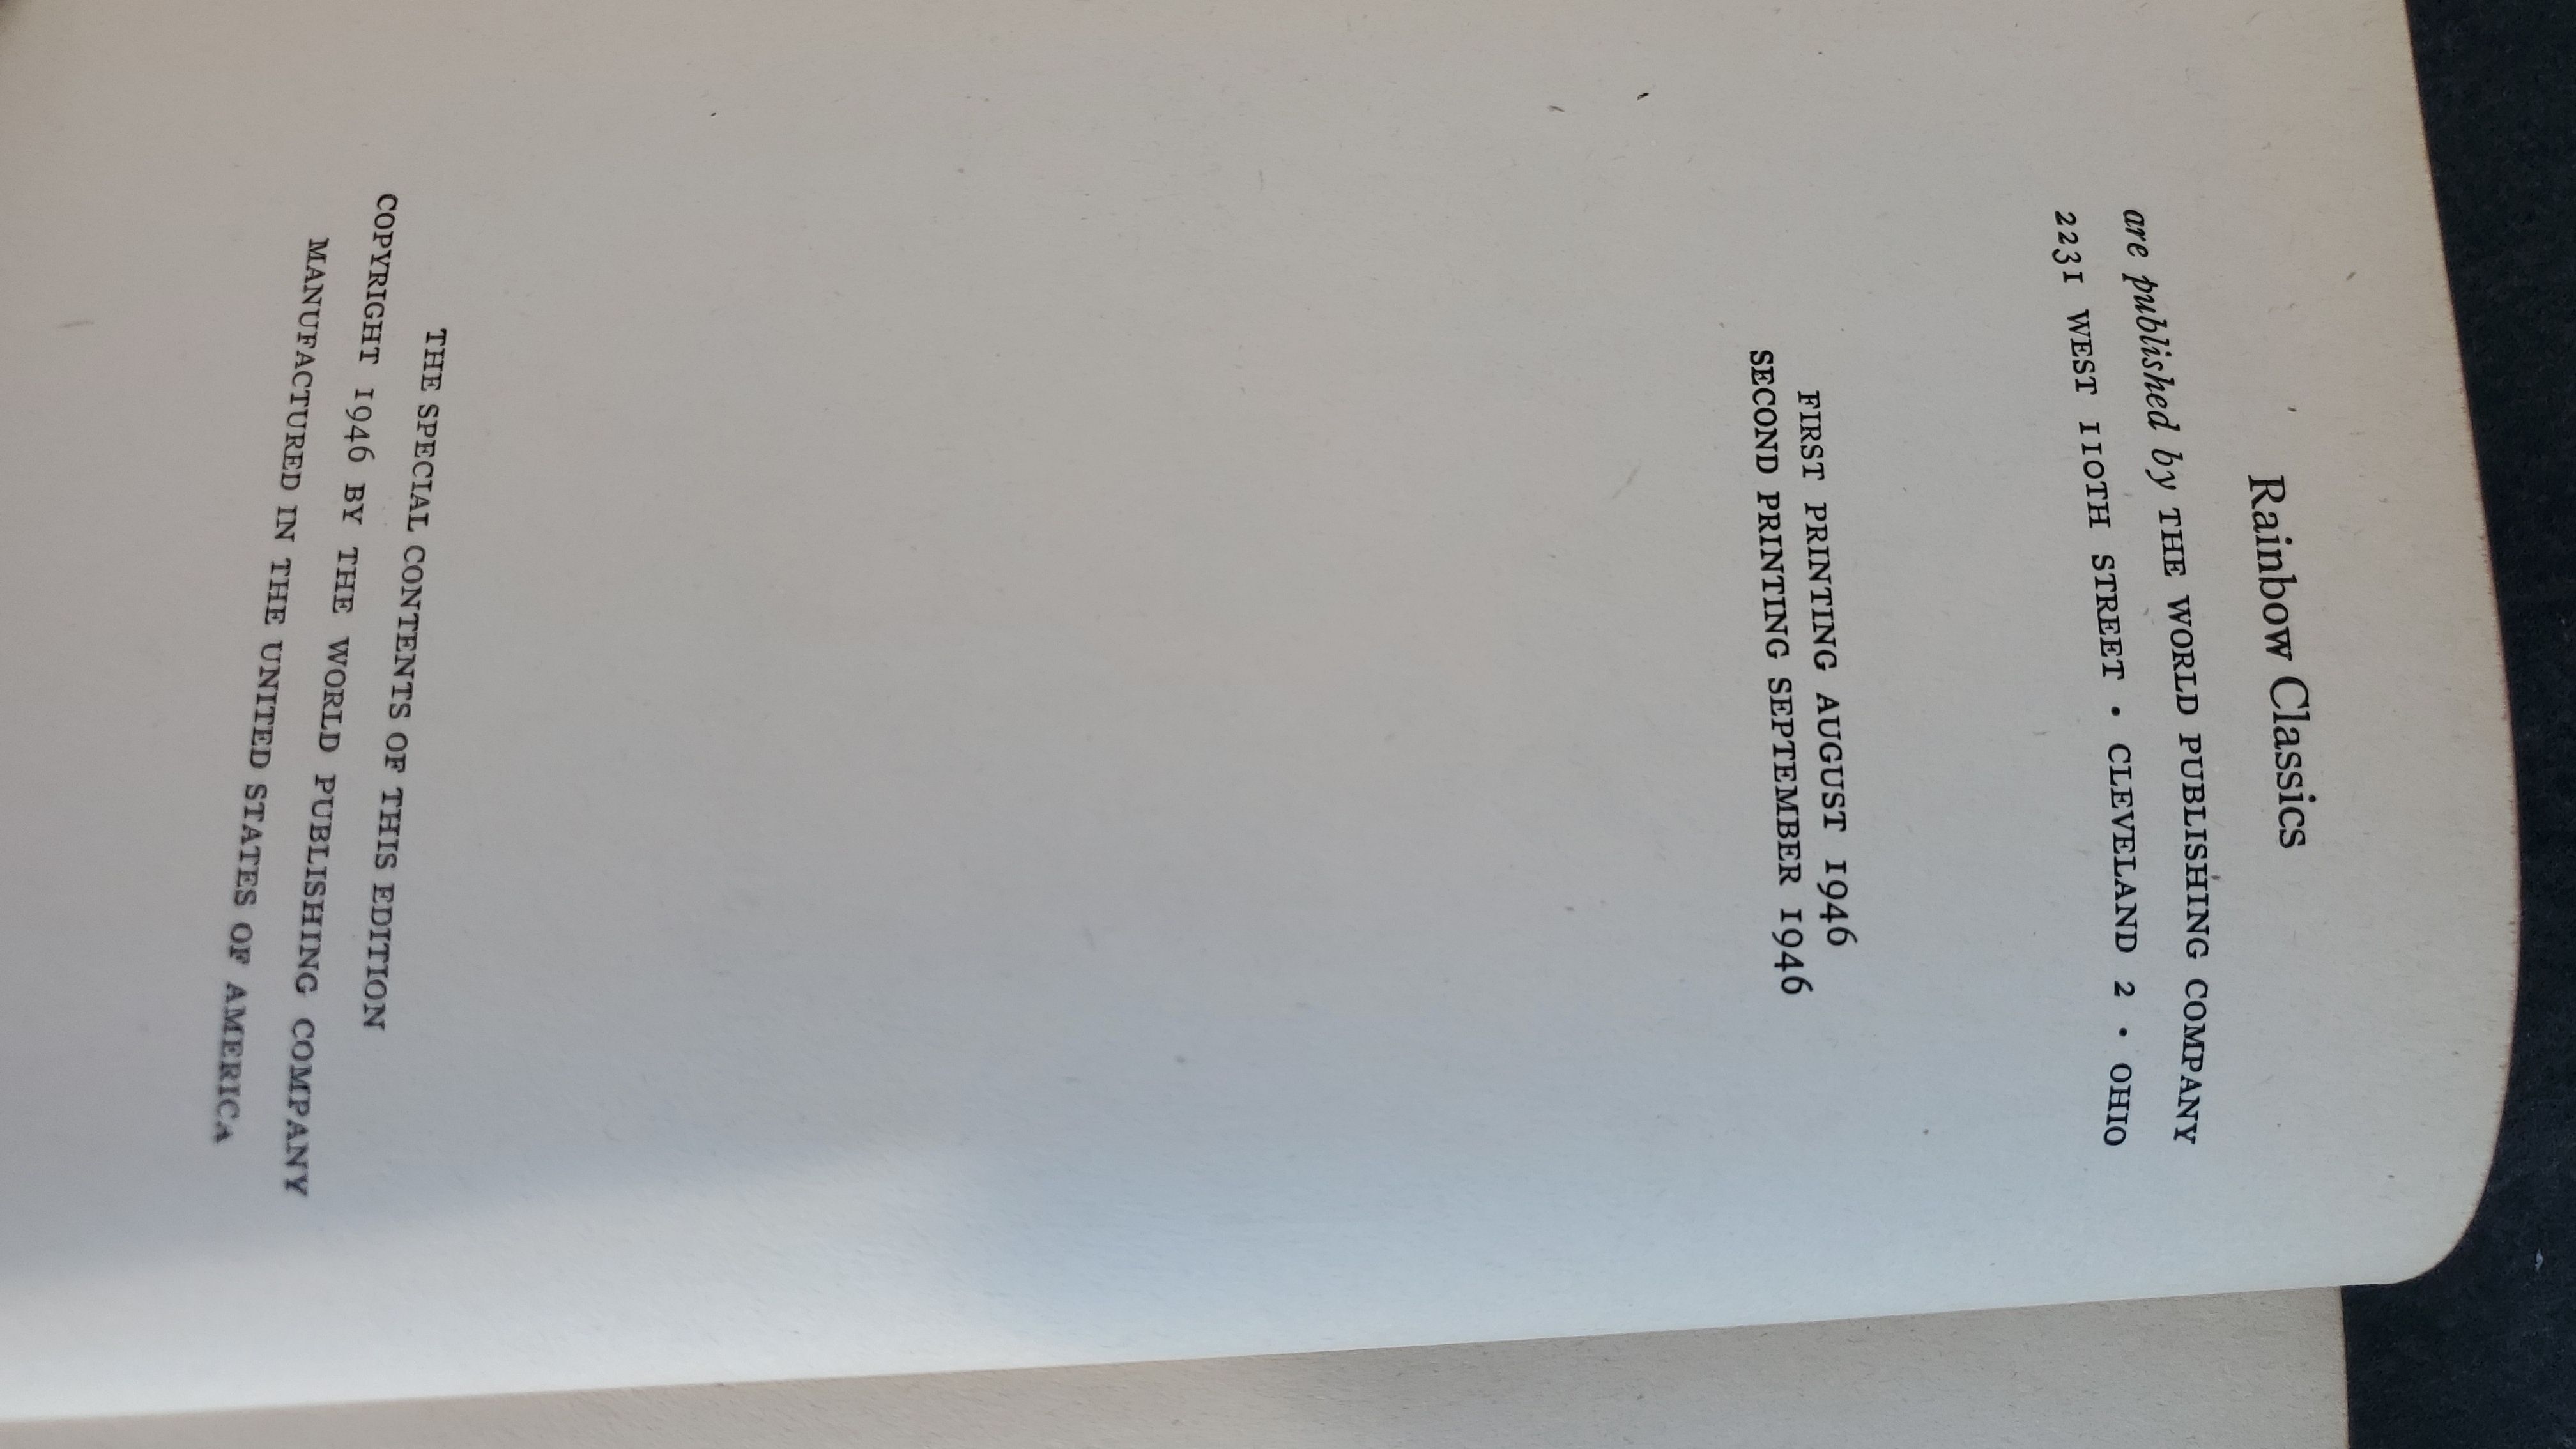 Rainbow Classics
are published by THE WORLD PUBLISHING COMPANY
2231 WEST 110TH STREET • CLEVELAND 2 • OHIO
FIRST PRINTING AUGUST 1946
SECOND PRINTING SEPTEMBER 1946
THE SPECIAL CONTENTS OF THIS EDITION
COPYRIGHT 1946 BY THE WORLD PUBLISHING COMPANY
MANUFACTURED IN THE UNITED STATES OF AMERICA